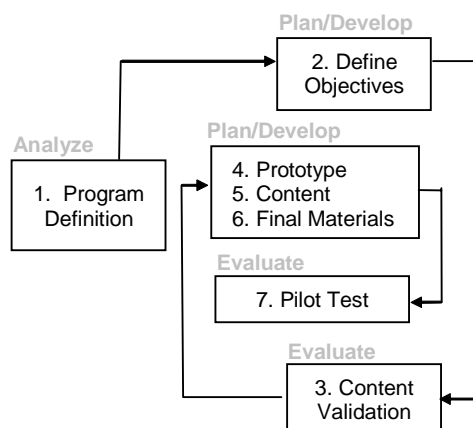 Plan/Develop
2. Define
Objectives
Plan/Develop
Analyze
4. Prototype
1. Program
5. Content
Definition
6. Final Materials
Evaluate
7. Pilot Test
Evaluate
3. Content
Validation